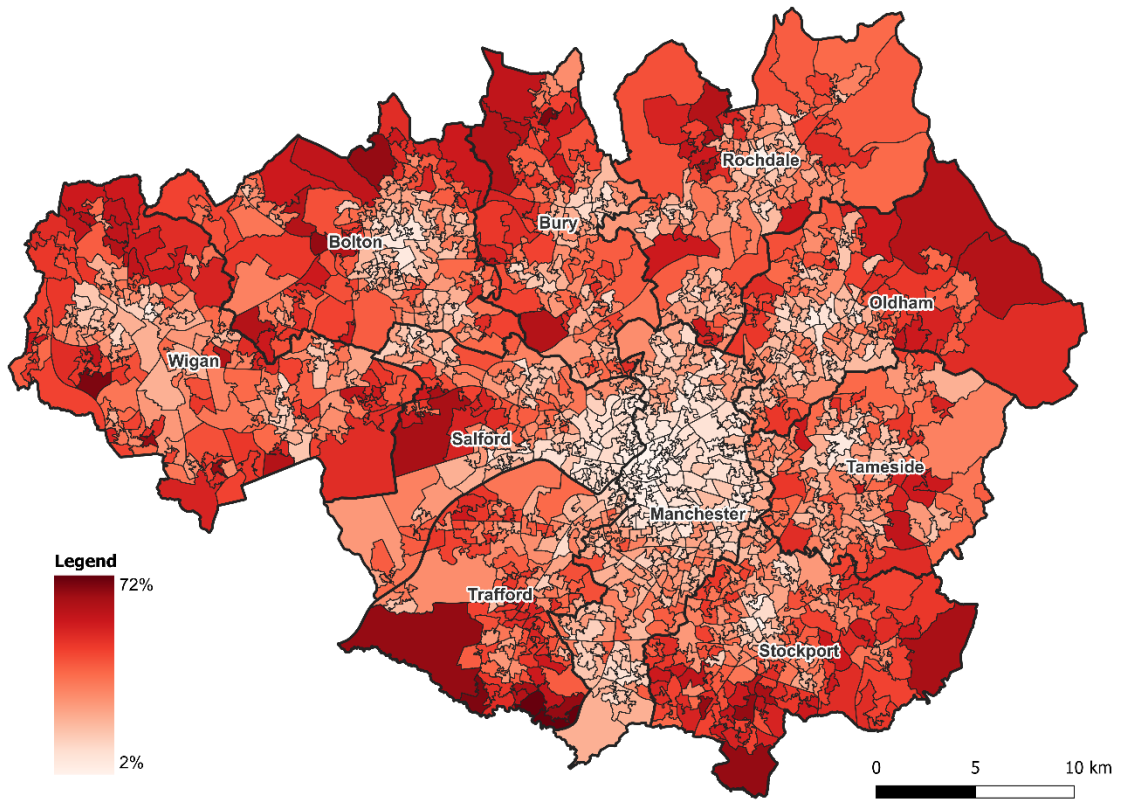 Rochdale
Bury
Bolton
Oldham
Wigan
Salford
Tameside
Manchester
Legend
72%
Trafford
Stockport
2%
0 5 10 km